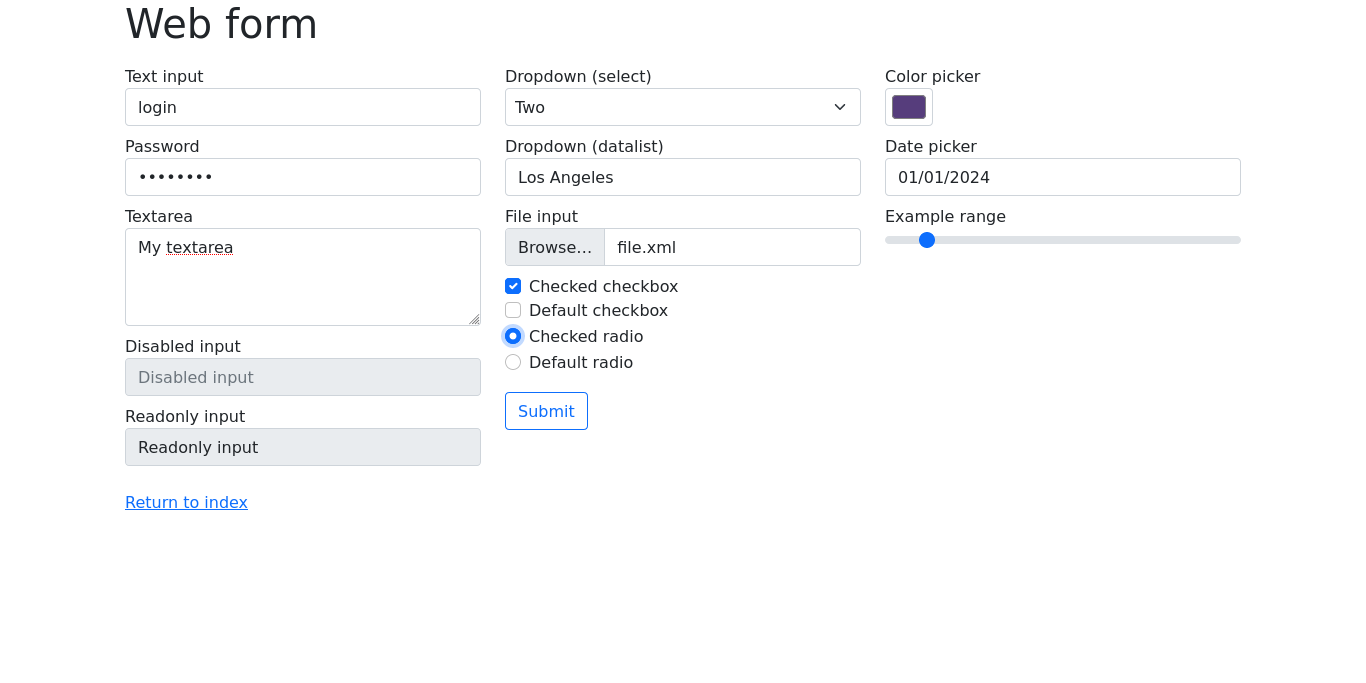 Web form
Text input
login
Password
••••••••
Textarea
My textarea
Disabled input
Disabled input
Readonly input
Readonly input
Return to index
Dropdown (select)
Two
Dropdown (datalist)
Los Angeles
File input
Browse... file.xml
Checked checkbox
Default checkbox
Checked radio
Default radio
Submit
Color picker
Date picker
01/01/2024
Example range